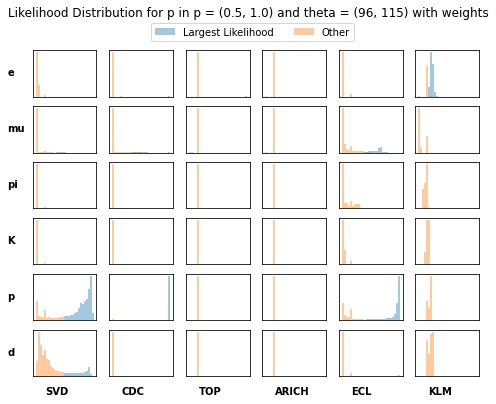 Likelihood Distribution for p in p = (0.5, 1.0) and theta = (96, 115) with weights
Largest Likelihood Other
e
mu
pi
K
p
d
SVD CDC TOP ARICH ECL KLM